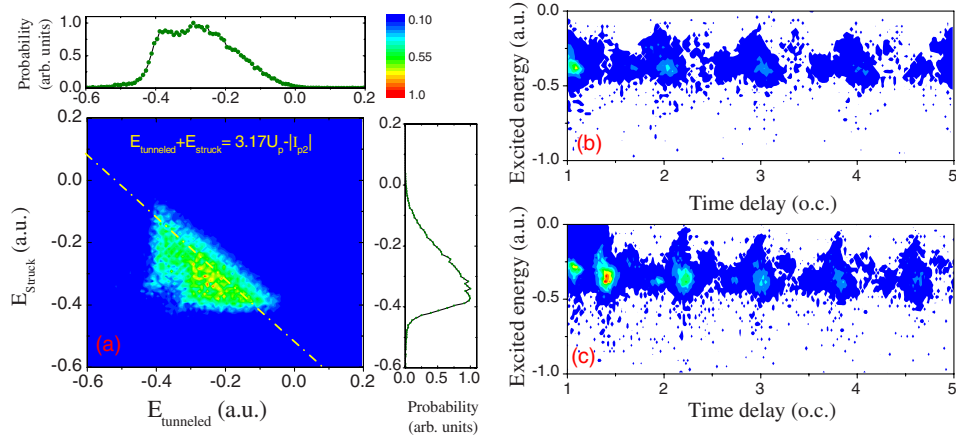 Probability
(arb. units)
1.0
0.5
0.0
-0.6 -0.4 -0.2 0.0 0.2
0.10
0.55
1.0
E_tunneled+E_struck= 3.17U_p-|I_p2|
E_Struck (a.u.)
0.2
0.0
-0.2
-0.4
-0.6
(a)
-0.6 -0.4 -0.2 0.0 0.2
E_tunneled (a.u.)
0.2
0.0
-0.2
-0.4
-0.6
0.0 0.5 1.0
Probability
(arb. units)
Excited energy (a.u.)
-0.0
-0.5
-1.0
(b)
1 2 3 4 5
Time delay (o.c.)
Excited energy (a.u.)
0.0
-0.5
-1.0
(c)
1 2 3 4 5
Time delay (o.c.)